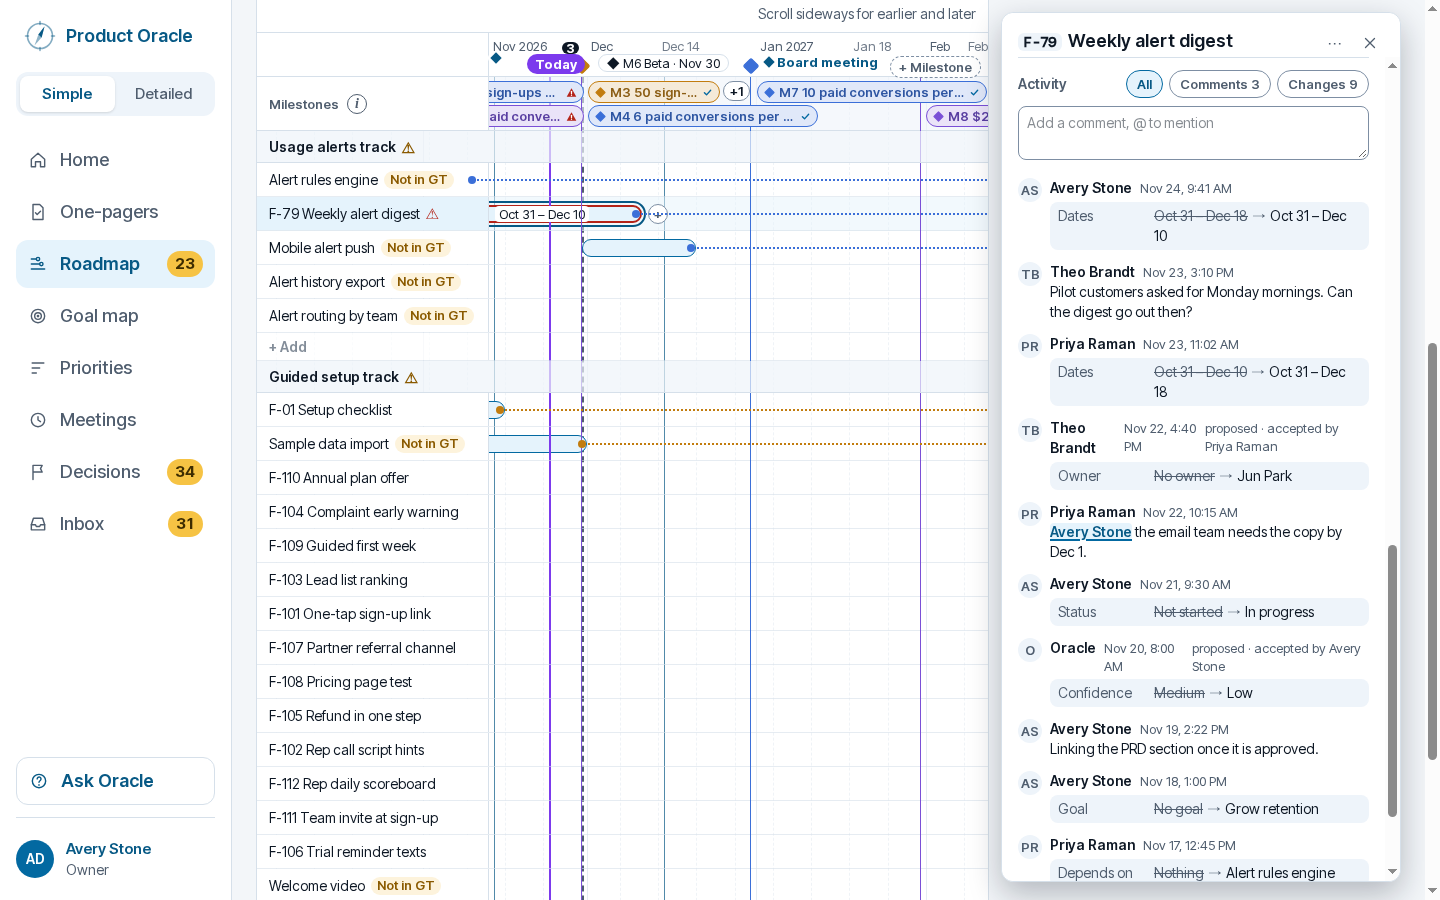 Product Oracle
Simple
Detailed
Home
One-pagers
Roadmap 23
Goal map
Priorities
Meetings
Decisions 34
Inbox 31
Ask Oracle
AD
Avery Stone
Owner
Scroll sideways for earlier and later
Nov 2026
3
Dec
Dec 14
Jan 2027
Jan 18
Feb
Feb
Today
M6 Beta · Nov 30
Board meeting
+ Milestone
Milestones i
sign-ups ...
M3 50 sign-...
+1
M7 10 paid conversions per...
aid conve...
M4 6 paid conversions per ...
M8 $2
Usage alerts track
Alert rules engine Not in GT
F-79 Weekly alert digest
Oct 31 – Dec 10
Mobile alert push Not in GT
Alert history export Not in GT
Alert routing by team Not in GT
+ Add
Guided setup track
F-01 Setup checklist
Sample data import Not in GT
F-110 Annual plan offer
F-104 Complaint early warning
F-109 Guided first week
F-103 Lead list ranking
F-101 One-tap sign-up link
F-107 Partner referral channel
F-108 Pricing page test
F-105 Refund in one step
F-102 Rep call script hints
F-112 Rep daily scoreboard
F-111 Team invite at sign-up
F-106 Trial reminder texts
Welcome video Not in GT
F-79 Weekly alert digest
Activity
All
Comments 3
Changes 9
Add a comment, @ to mention
AS Avery Stone Nov 24, 9:41 AM
Dates Oct 31 – Dec 18 → Oct 31 – Dec
10
TB Theo Brandt Nov 23, 3:10 PM
Pilot customers asked for Monday mornings. Can
the digest go out then?
PR Priya Raman Nov 23, 11:02 AM
Dates Oct 31 – Dec 10 → Oct 31 – Dec
18
TB Theo Brandt Nov 22, 4:40 PM proposed · accepted by Priya Raman
Owner No owner → Jun Park
PR Priya Raman Nov 22, 10:15 AM
Avery Stone the email team needs the copy by
Dec 1.
AS Avery Stone Nov 21, 9:30 AM
Status Not started → In progress
O Oracle Nov 20, 8:00 AM proposed · accepted by Avery Stone
Confidence Medium → Low
AS Avery Stone Nov 19, 2:22 PM
Linking the PRD section once it is approved.
AS Avery Stone Nov 18, 1:00 PM
Goal No goal → Grow retention
PR Priya Raman Nov 17, 12:45 PM
Depends on Nothing → Alert rules engine